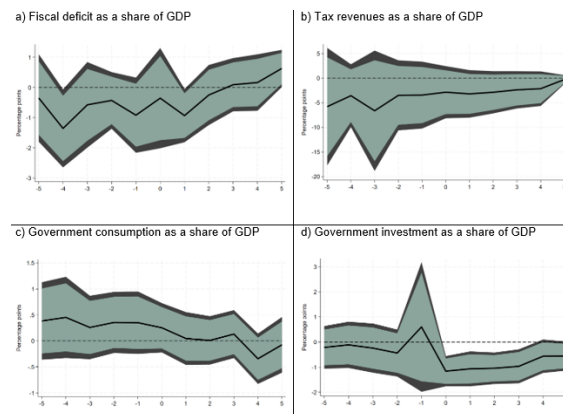 a) Fiscal deficit as a share of GDP
b) Tax revenues as a share of GDP
Percentage points
1
0
-1
-2
-3
-5 -4 -3 -2 -1 0 1 2 3 4 5
Percentage points
5
0
-5
-10
-15
-20
-5 -4 -3 -2 -1 0 1 2 3 4 5
c) Government consumption as a share of GDP
d) Government investment as a share of GDP
Percentage points
1.5
1
.5
0
-.5
-1
-5 -4 -3 -2 -1 0 1 2 3 4 5
Percentage points
3
2
1
0
-1
-2
-5 -4 -3 -2 -1 0 1 2 3 4